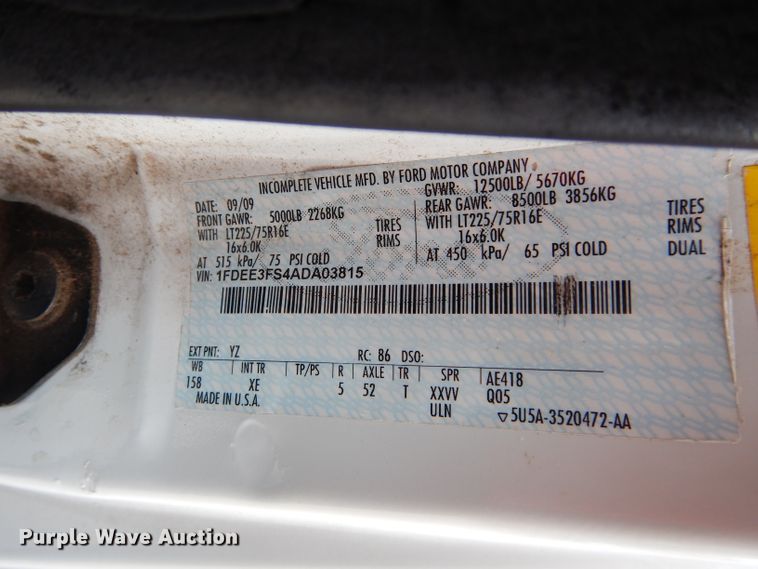 INCOMPLETE VEHICLE MFD. BY FORD MOTOR COMPANY
DATE: 09/09 GVWR: 12500LB/ 5670KG
FRONT GAWR: 5000LB 2268KG REAR GAWR: 8500LB 3856KG
WITH LT225/75R16E TIRES WITH LT225/75R16E TIRES
16x6.0K RIMS 16x6.0K RIMS
AT 515 kPa/ 75 PSI COLD AT 450 kPa/ 65 PSI COLD DUAL
VIN: 1FDEE3FS4ADA03815
EXT PNT: YZ RC: 86 DSO:
WB INT TR TP/PS R AXLE TR SPR AE418
158 XE 5 52 T XXVV Q05
MADE IN U.S.A. ULN ▽5U5A-3520472-AA
Purple Wave Auction